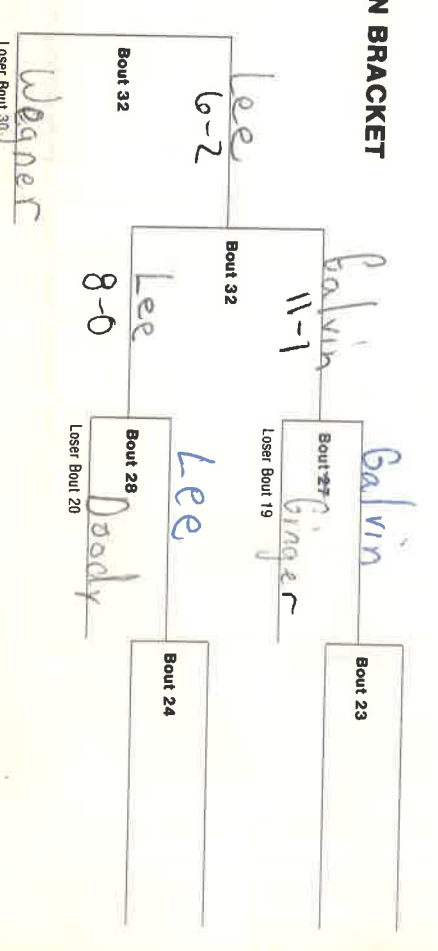 N BRACKET
Lee
6-2
Bout 32
Wagner
Loser Bout 30
Galvin
11-1
Bout 32
Lee
8-0
Galvin
Bout 27
Ginger
Loser Bout 19
Lee
Bout 28
Doody
Loser Bout 20
Bout 23
Bout 24